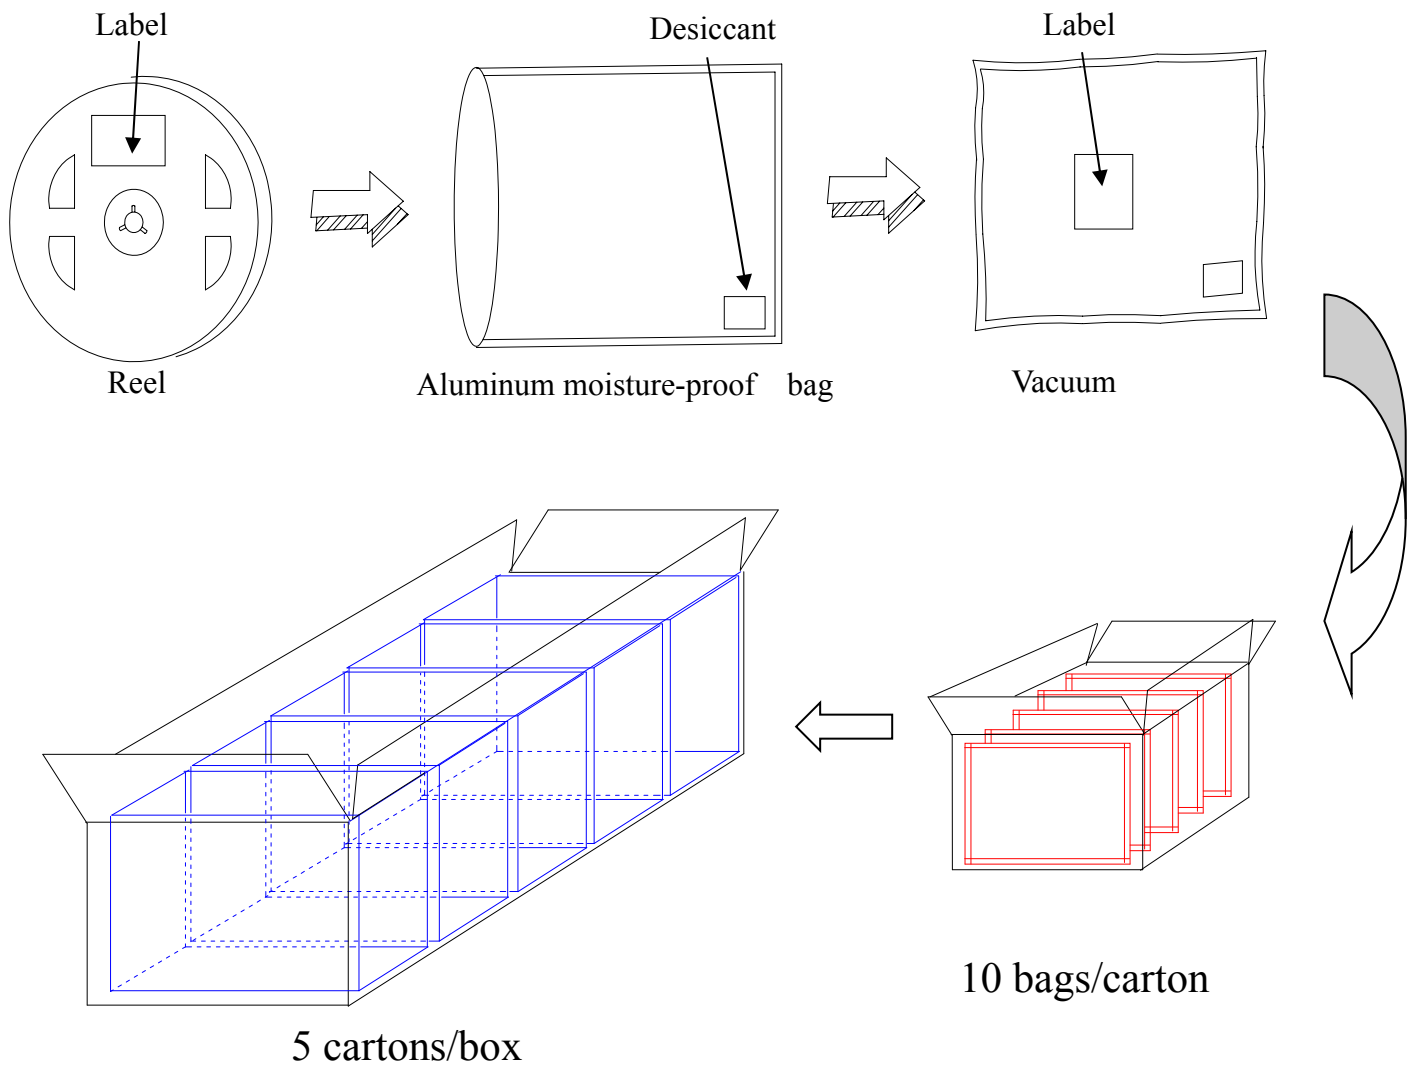 Label
Desiccant
Label
Reel
Aluminum moisture-proof bag
Vacuum
10 bags/carton
5 cartons/box